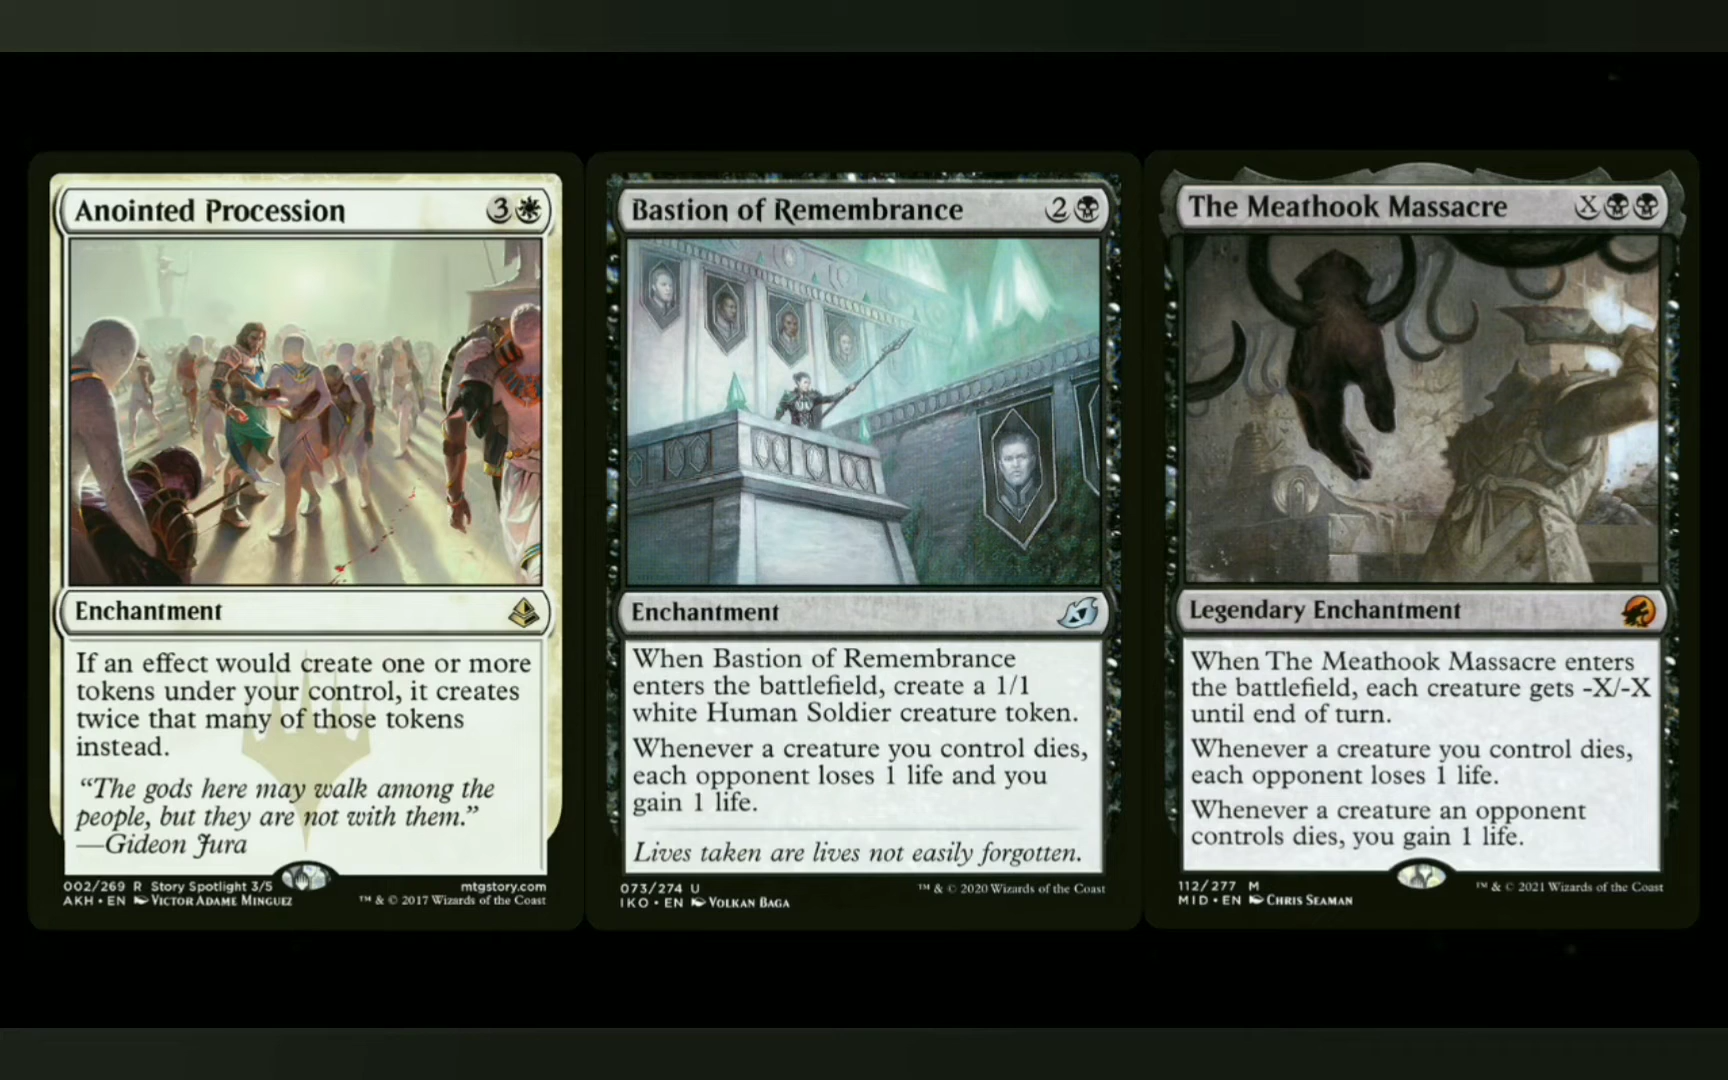 Anointed Procession
3
Enchantment
If an effect would create one or more
tokens under your control, it creates
twice that many of those tokens
instead.
“The gods here may walk among the
people, but they are not with them.”
—Gideon Jura
002/269 R Story Spotlight 3/5
mtgstory.com
AKH • EN Victor Adame Minguez
™ & © 2017 Wizards of the Coast
Bastion of Remembrance
2
Enchantment
When Bastion of Remembrance
enters the battlefield, create a 1/1
white Human Soldier creature token.
Whenever a creature you control dies,
each opponent loses 1 life and you
gain 1 life.
Lives taken are lives not easily forgotten.
073/274 U
™ & © 2020 Wizards of the Coast
IKO • EN Volkan Baga
The Meathook Massacre
X
Legendary Enchantment
When The Meathook Massacre enters
the battlefield, each creature gets -X/-X
until end of turn.
Whenever a creature you control dies,
each opponent loses 1 life.
Whenever a creature an opponent
controls dies, you gain 1 life.
112/277 M
™ & © 2021 Wizards of the Coast
MID • EN Chris Seaman